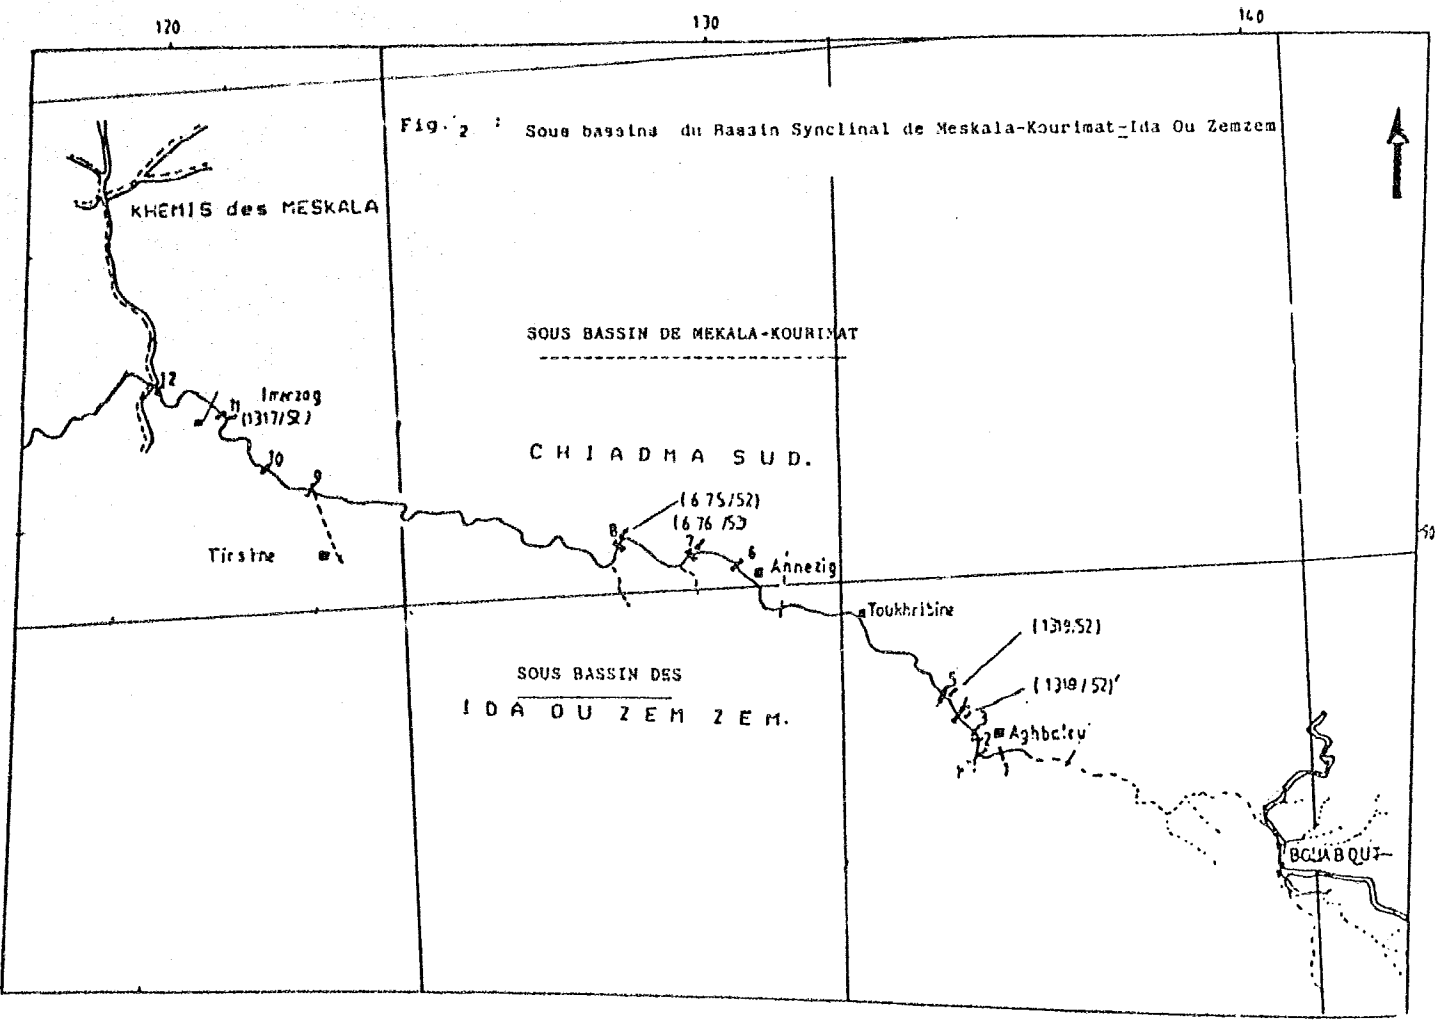 120 130 140
Fig. 2 : Sous bassins du Bassin Synclinal de Meskala-Kourimat-Ida Ou Zemzem
KHEMIS des MESKALA
SOUS BASSIN DE MEKALA-KOURIMAT
12
Imerzag
11
(1317/52)
CHIADMA SUD.
10
9
(675/52)
(676/52)
50
8
7
6
Tirsine
Annezig
Toukhribine
(1319/52)
SOUS BASSIN DES
5
(1318/52)'
IDA OU ZEM ZEM.
3
2
Aghbalou
1
BOUABOUT